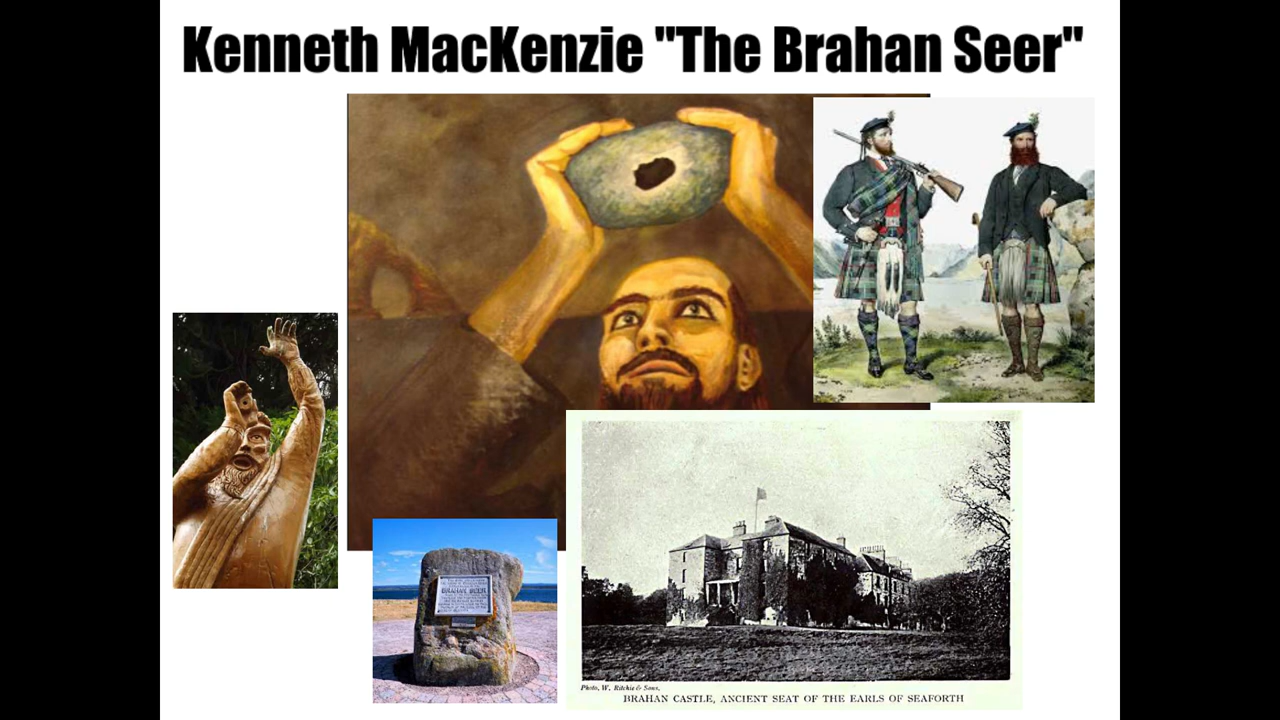 Kenneth MacKenzie "The Brahan Seer"
BRAHAN SEER
Photo, W. Ritchie & Sons,
BRAHAN CASTLE, ANCIENT SEAT OF THE EARLS OF SEAFORTH